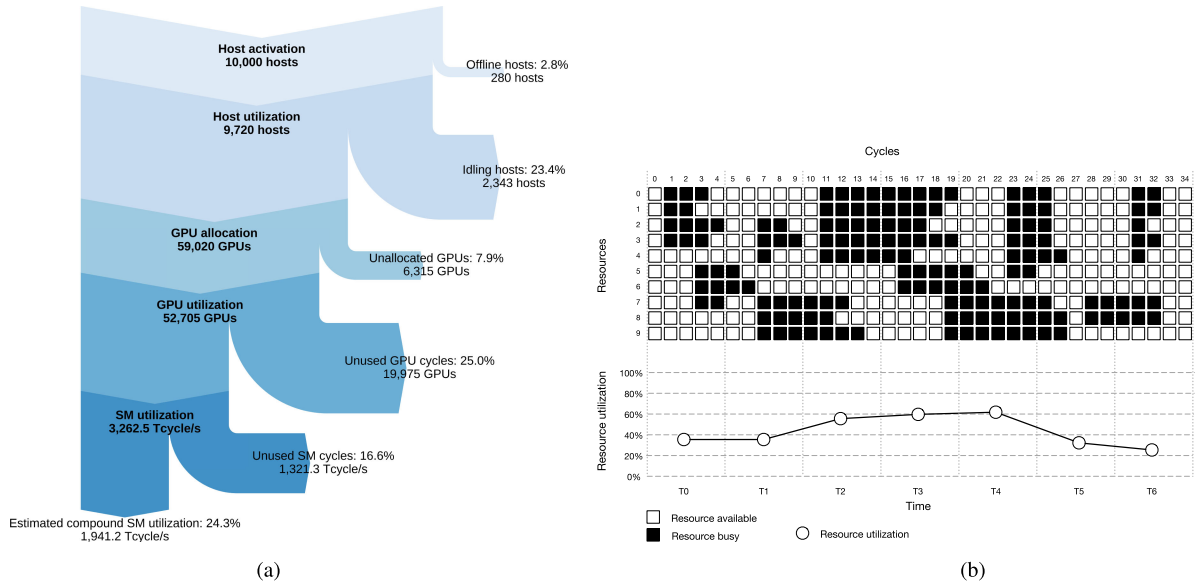 Host activation
10,000 hosts
Offline hosts: 2.8%
280 hosts
Host utilization
9,720 hosts
Idling hosts: 23.4%
2,343 hosts
GPU allocation
59,020 GPUs
Unallocated GPUs: 7.9%
6,315 GPUs
GPU utilization
52,705 GPUs
Unused GPU cycles: 25.0%
19,975 GPUs
SM utilization
3,262.5 Tcycle/s
Unused SM cycles: 16.6%
1,321.3 Tcycle/s
Estimated compound SM utilization: 24.3%
1,941.2 Tcycle/s
(a)
Cycles
0 1 2 3 4 5 6 7 8 9 10 11 12 13 14 15 16 17 18 19 20 21 22 23 24 25 26 27 28 29 30 31 32 33 34
Resources
0
1
2
3
4
5
6
7
8
9
Resource utilization
100%
80%
60%
40%
20%
0%
T0 T1 T2 T3 T4 T5 T6
Time
Resource available
Resource busy
Resource utilization
(b)